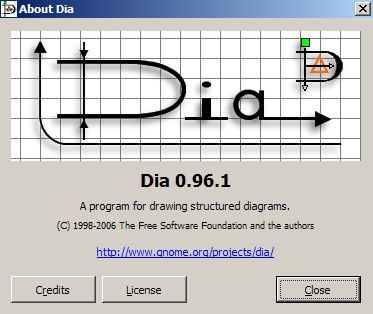 About Dia
Dia
Dia 0.96.1
A program for drawing structured diagrams.
(C) 1998-2006 The Free Software Foundation and the authors
http://www.gnome.org/projects/dia/
Credits
License
Close